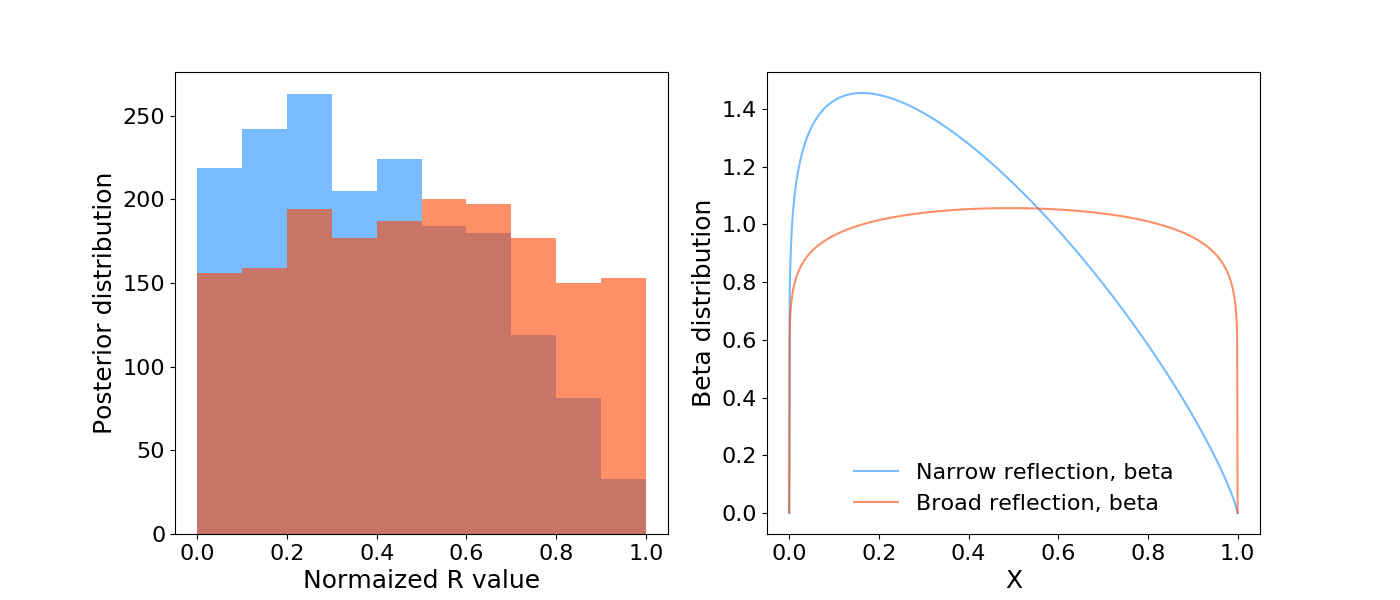 Posterior distribution
250
200
150
100
50
0
0.0 0.2 0.4 0.6 0.8 1.0
Normaized R value
Beta distribution
1.4
1.2
1.0
0.8
0.6
0.4
0.2
0.0
Narrow reflection, beta
Broad reflection, beta
0.0 0.2 0.4 0.6 0.8 1.0
X